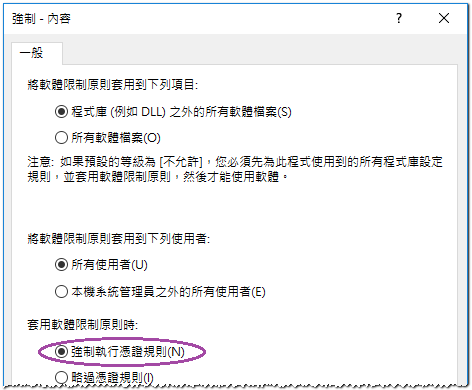 強制 - 內容
?
一般
將軟體限制原則套用到下列項目:
程式庫 (例如 DLL) 之外的所有軟體檔案(S)
所有軟體檔案(O)
注意: 如果預設的等級為 [不允許]，您必須先為此程式使用到的所有程式庫設定
規則，並套用軟體限制原則，然後才能使用軟體。
將軟體限制原則套用到下列使用者:
所有使用者(U)
本機系統管理員之外的所有使用者(E)
套用軟體限制原則時:
強制執行憑證規則(N)
略過憑證規則(I)